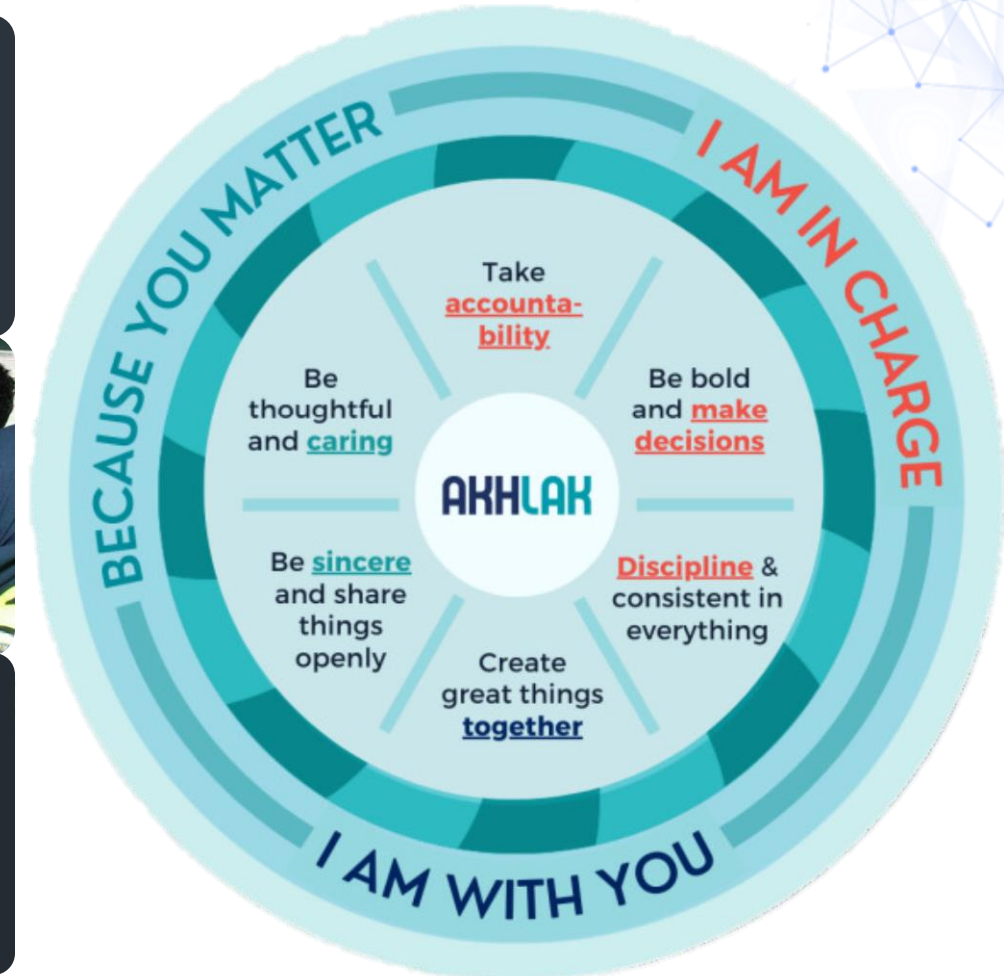 BECAUSE YOU MATTER
I AM IN CHARGE
Take
accounta-
bility
Be bold
and make
decisions
Discipline &
consistent in
everything
Create
great things
together
Be sincere
and share
things
openly
Be
thoughtful
and caring
AKHLAK
I AM WITH YOU